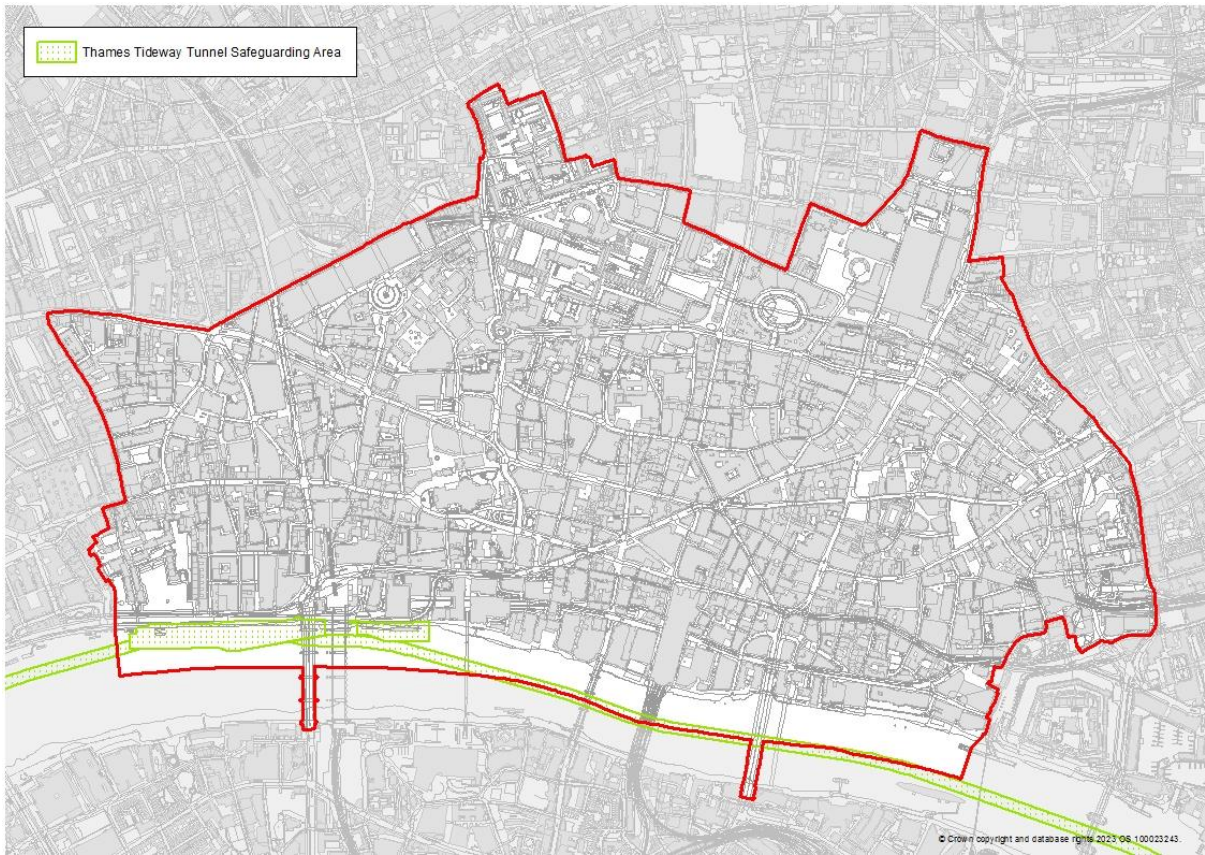 Thames Tideway Tunnel Safeguarding Area
© Crown copyright and database rights 2023 OS 100023243.